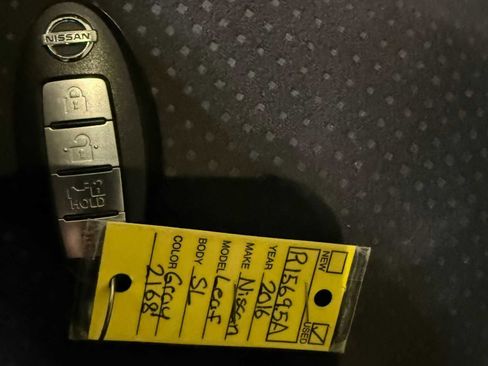 NISSAN
HOLD
NEW
USED
R15695A
YEAR 2016
MAKE Nissan
MODEL Leaf
BODY SL
COLOR Gray
2168